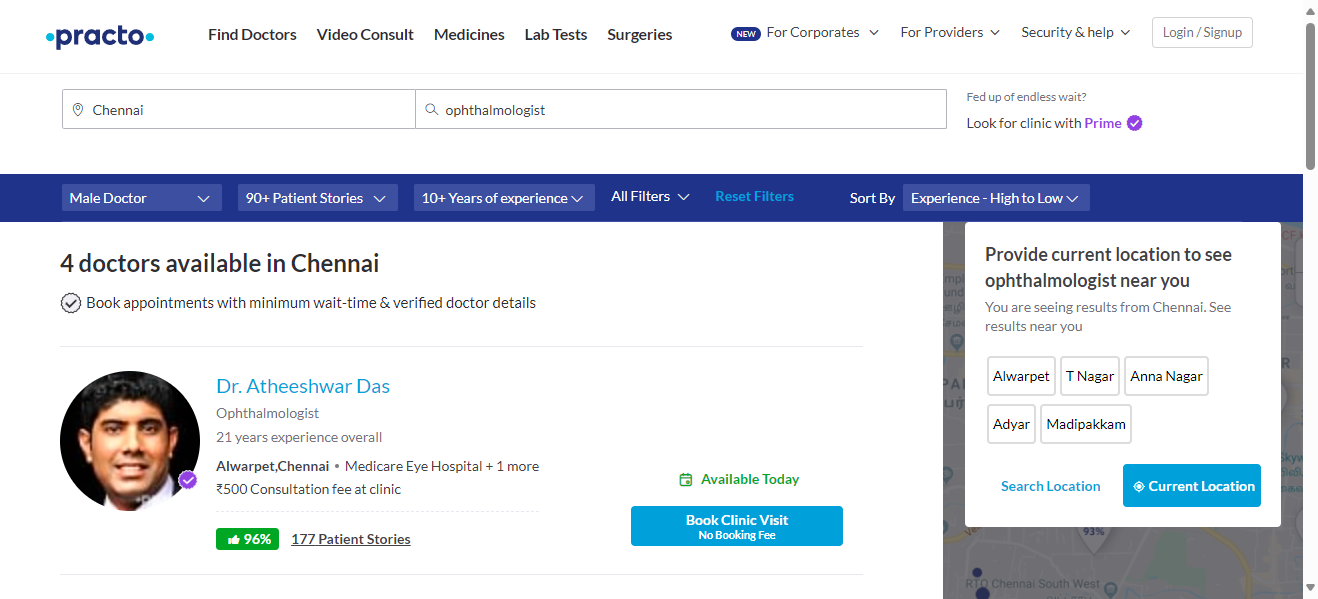 practo
Find Doctors
Video Consult
Medicines
Lab Tests
Surgeries
NEW For Corporates
For Providers
Security & help
Login / Signup
Chennai
ophthalmologist
Fed up of endless wait?
Look for clinic with Prime
Male Doctor
90+ Patient Stories
10+ Years of experience
All Filters
Reset Filters
Sort By
Experience - High to Low
4 doctors available in Chennai
Book appointments with minimum wait-time & verified doctor details
Dr. Atheeshwar Das
Ophthalmologist
21 years experience overall
Alwarpet,Chennai • Medicare Eye Hospital + 1 more
₹500 Consultation fee at clinic
96%
177 Patient Stories
Available Today
Book Clinic Visit
No Booking Fee
Provide current location to see
ophthalmologist near you
You are seeing results from Chennai. See
results near you
Alwarpet
T Nagar
Anna Nagar
Adyar
Madipakkam
Search Location
Current Location
93%
RTO Chennai South West